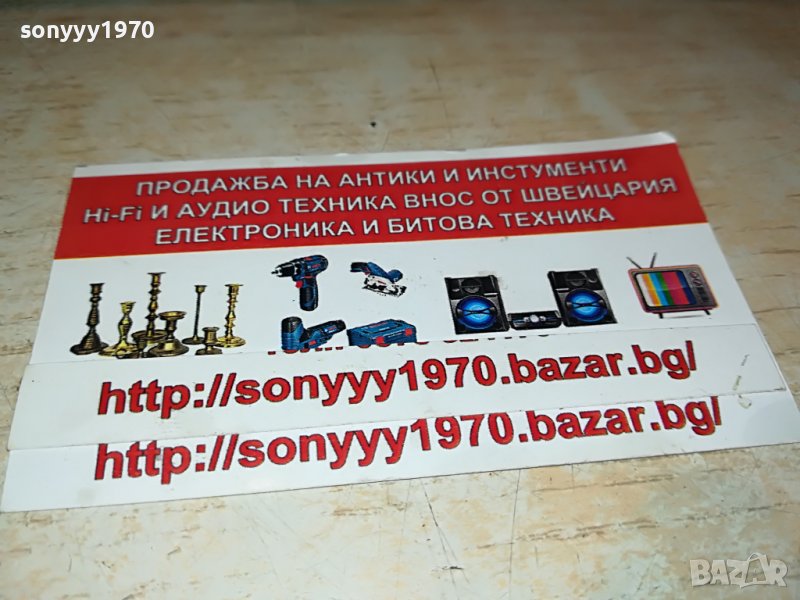 sonyyy1970
ПРОДАЖБА НА АНТИКИ И ИНСТУМЕНТИ
Hi-Fi И АУДИО ТЕХНИКА ВНОС ОТ ШВЕЙЦАРИЯ
ЕЛЕКТРОНИКА И БИТОВА ТЕХНИКА
http://sonyyy1970.bazar.bg/
http://sonyyy1970.bazar.bg/
BAZAR